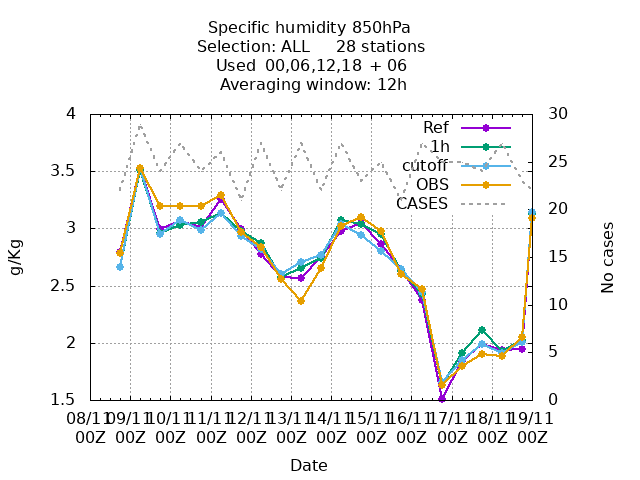 Specific humidity 850hPa
Selection: ALL     28 stations
Used  00,06,12,18 + 06
Averaging window: 12h
g/Kg
4
3.5
3
2.5
2
1.5
30
25
20
15
10
5
0
No cases
Ref
1h
cutoff
OBS
CASES
08/11 09/11 10/11 11/11 12/11 13/11 14/11 15/11 16/11 17/11 18/11 19/11
00Z 00Z 00Z 00Z 00Z 00Z 00Z 00Z 00Z 00Z 00Z 00Z
Date